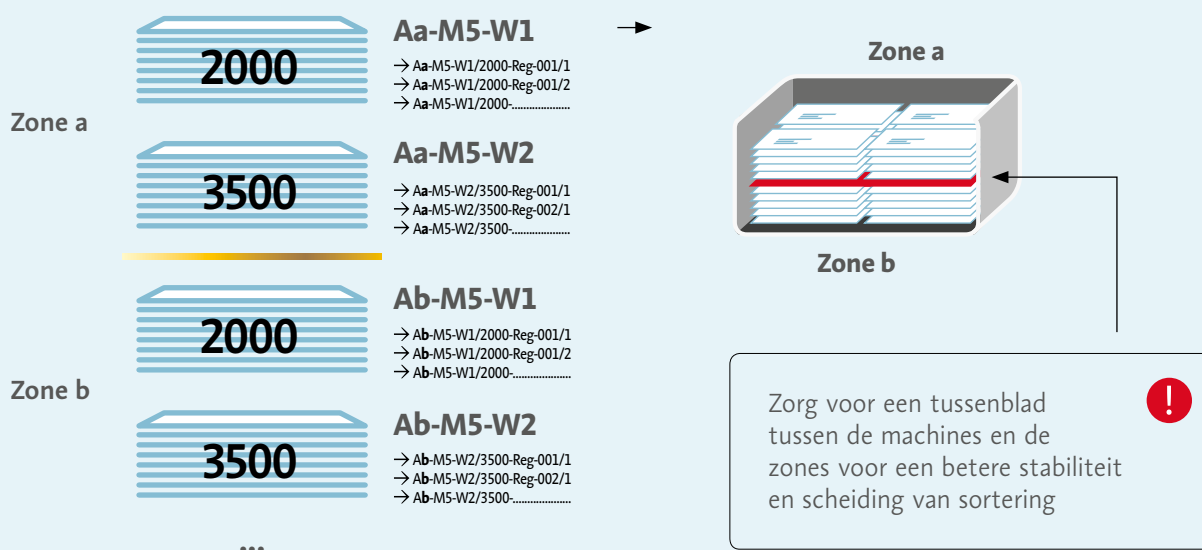 Zone a
2000
Aa-M5-W1
→ Aa-M5-W1/2000-Reg-001/1
→ Aa-M5-W1/2000-Reg-001/2
→ Aa-M5-W1/2000-....................
3500
Aa-M5-W2
→ Aa-M5-W2/3500-Reg-001/1
→ Aa-M5-W2/3500-Reg-002/1
→ Aa-M5-W2/3500-....................
Zone b
2000
Ab-M5-W1
→ Ab-M5-W1/2000-Reg-001/1
→ Ab-M5-W1/2000-Reg-001/2
→ Ab-M5-W1/2000-....................
3500
Ab-M5-W2
→ Ab-M5-W2/3500-Reg-001/1
→ Ab-M5-W2/3500-Reg-002/1
→ Ab-M5-W2/3500-....................
...
Zone a
Zone b
Zorg voor een tussenblad
tussen de machines en de
zones voor een betere stabiliteit
en scheiding van sortering
!